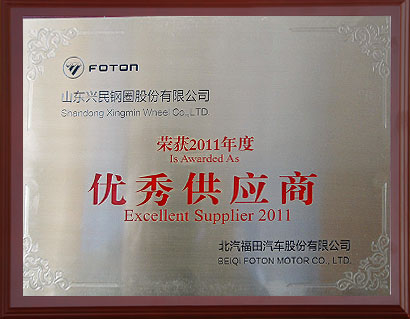 FOTON
山东兴民钢圈股份有限公司
Shandong Xingmin Wheel Co.,LTD.
荣获2011年度
Is Awarded As
优秀供应商
Excellent Supplier 2011
北汽福田汽车股份有限公司
BEIQI FOTON MOTOR CO., LTD.